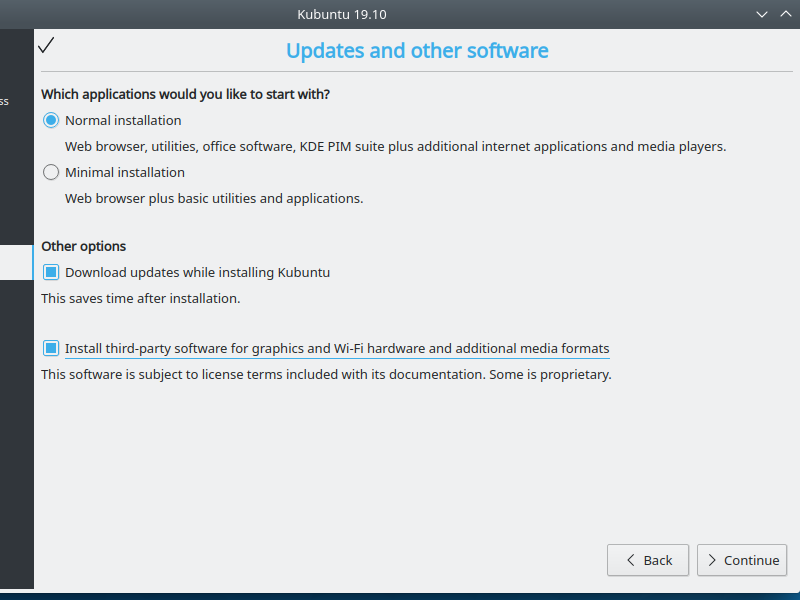 Kubuntu 19.10
ss
Updates and other software
Which applications would you like to start with?
Normal installation
Web browser, utilities, office software, KDE PIM suite plus additional internet applications and media players.
Minimal installation
Web browser plus basic utilities and applications.
Other options
Download updates while installing Kubuntu
This saves time after installation.
Install third-party software for graphics and Wi-Fi hardware and additional media formats
This software is subject to license terms included with its documentation. Some is proprietary.
Back Continue